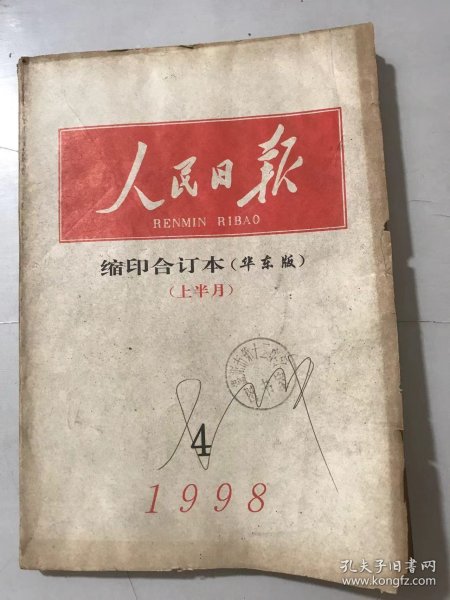 人民日报
RENMIN RIBAO
缩印合订本(华东版)
(上半月)
4
1998
孔夫子旧书网
www.kongfz.com